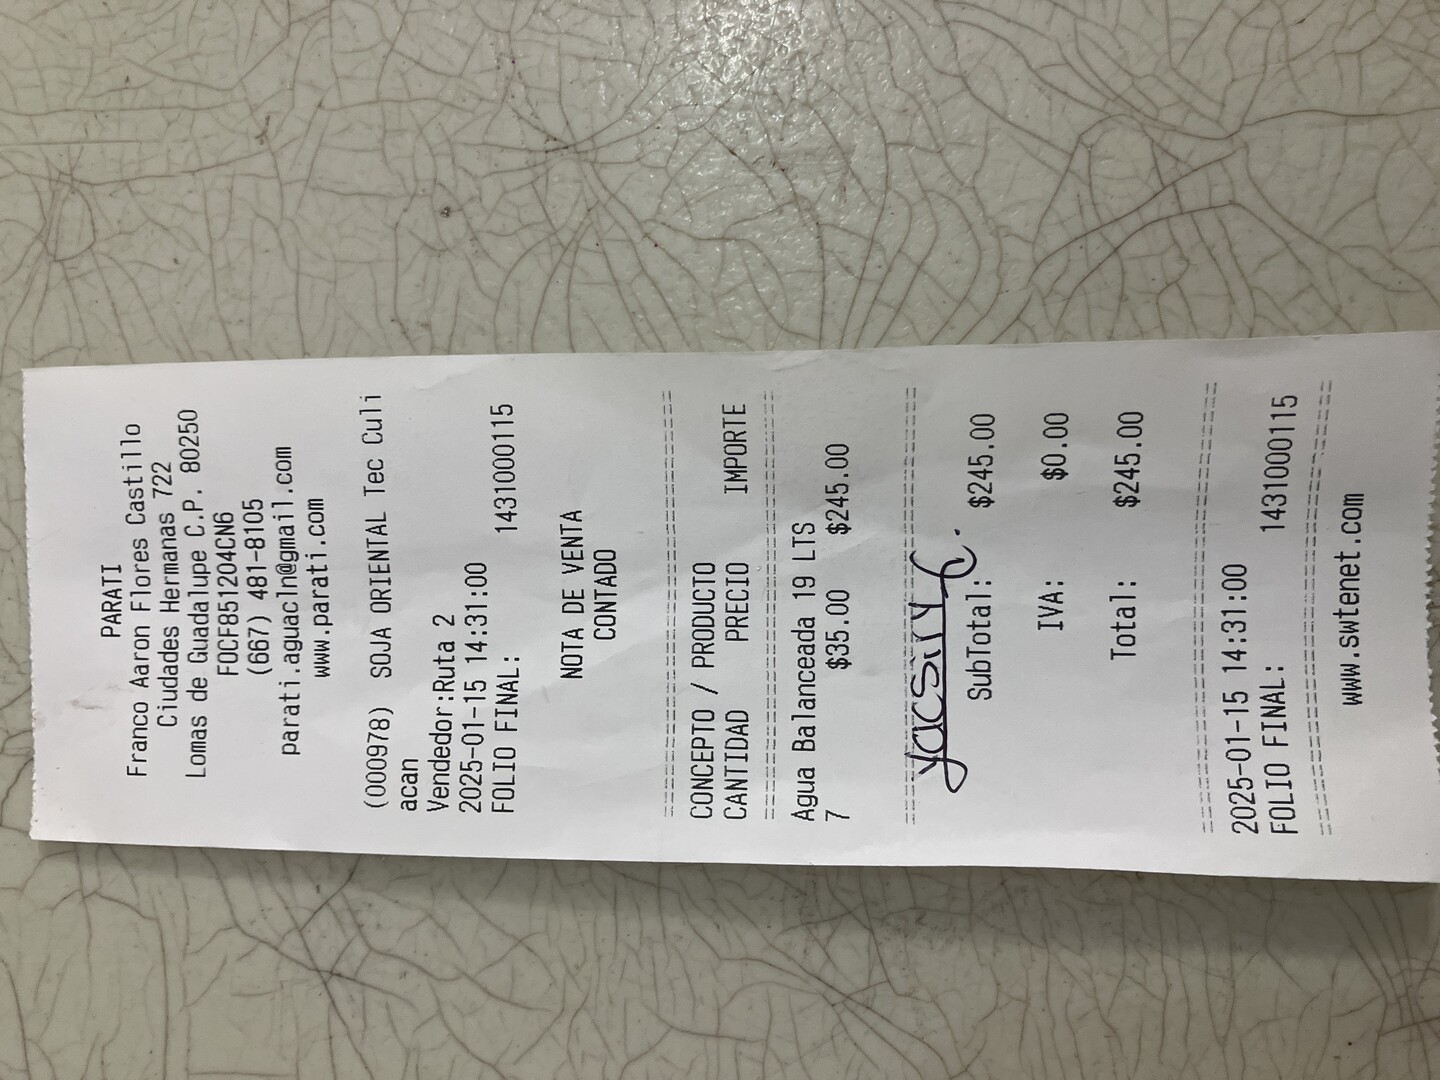 PARATI
Franco Aaron Flores Castillo
Ciudades Hermanas 722
Lomas de Guadalupe C.P. 80250
FOCF851204CN6
(667) 481-8105
parati.aguacln@gmail.com
www.parati.com
(000978) SOJA ORIENTAL Tec Culi
acan
Vendedor:Ruta 2
2025-01-15 14:31:00
FOLIO FINAL: 1431000115
NOTA DE VENTA
CONTADO
CONCEPTO / PRODUCTO
CANTIDAD PRECIO IMPORTE
Agua Balanceada 19 LTS
7 $35.00 $245.00
SubTotal: $245.00
IVA: $0.00
Total: $245.00
2025-01-15 14:31:00
FOLIO FINAL: 1431000115
www.swtenet.com